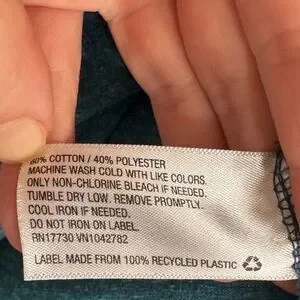 60% COTTON / 40% POLYESTER
MACHINE WASH COLD WITH LIKE COLORS.
ONLY NON-CHLORINE BLEACH IF NEEDED.
TUMBLE DRY LOW. REMOVE PROMPTLY.
COOL IRON IF NEEDED.
DO NOT IRON ON LABEL.
RN17730 VN1042782
LABEL MADE FROM 100% RECYCLED PLASTIC